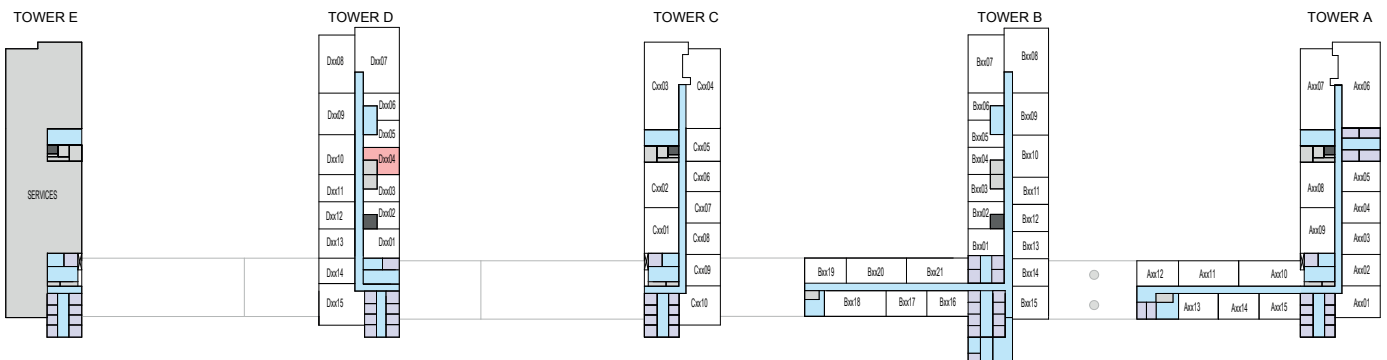 TOWER E
TOWER D
TOWER C
TOWER B
TOWER A
SERVICES
Dxx08
Dxx07
Dxx06
Dxx09
Dxx05
Dxx10
Dxx04
Dxx11
Dxx03
Dxx12
Dxx02
Dxx13
Dxx01
Dxx14
Dxx15
Cxx03
Cxx04
Cxx05
Cxx02
Cxx06
Cxx07
Cxx01
Cxx08
Cxx09
Cxx10
Bxx07
Bxx08
Bxx06
Bxx09
Bxx05
Bxx04
Bxx10
Bxx03
Bxx11
Bxx02
Bxx12
Bxx01
Bxx13
Bxx19
Bxx20
Bxx21
Bxx14
Bxx18
Bxx17
Bxx16
Bxx15
Axx07
Axx06
Axx05
Axx08
Axx04
Axx09
Axx03
Axx12
Axx11
Axx10
Axx02
Axx13
Axx14
Axx15
Axx01